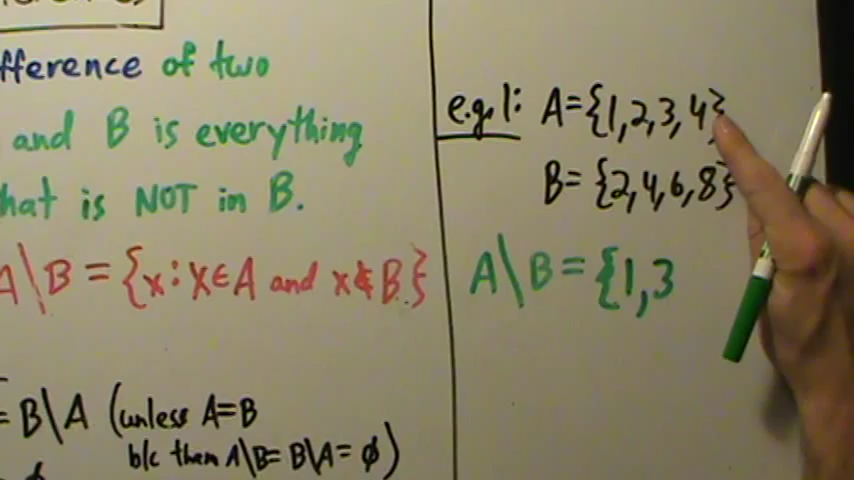 fference of two
and B is everything
hat is NOT in B.
A\B = {x : x∈A and x∉B}
= B\A (unless A=B
b/c then A\B = B\A = ∅)
e.g. 1: A={1,2,3,4}
B={2,4,6,8}
A\B={1,3